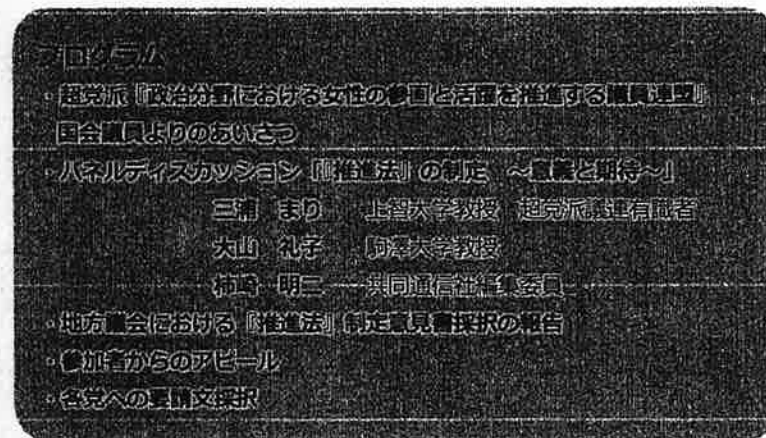 プログラム
・超党派『政治分野における女性の参画と活躍を推進する議員連盟』
国会議員よりのあいさつ
・パネルディスカッション「『推進法』の制定 ~意義と期待~」
三浦 まり 上智大学教授 超党派議連有識者
大山 礼子 駒澤大学教授
柿崎 明二 共同通信社編集委員
・地方議会における『推進法』制定意見書採択の報告
・参加者からのアピール
・各党への要請文採択